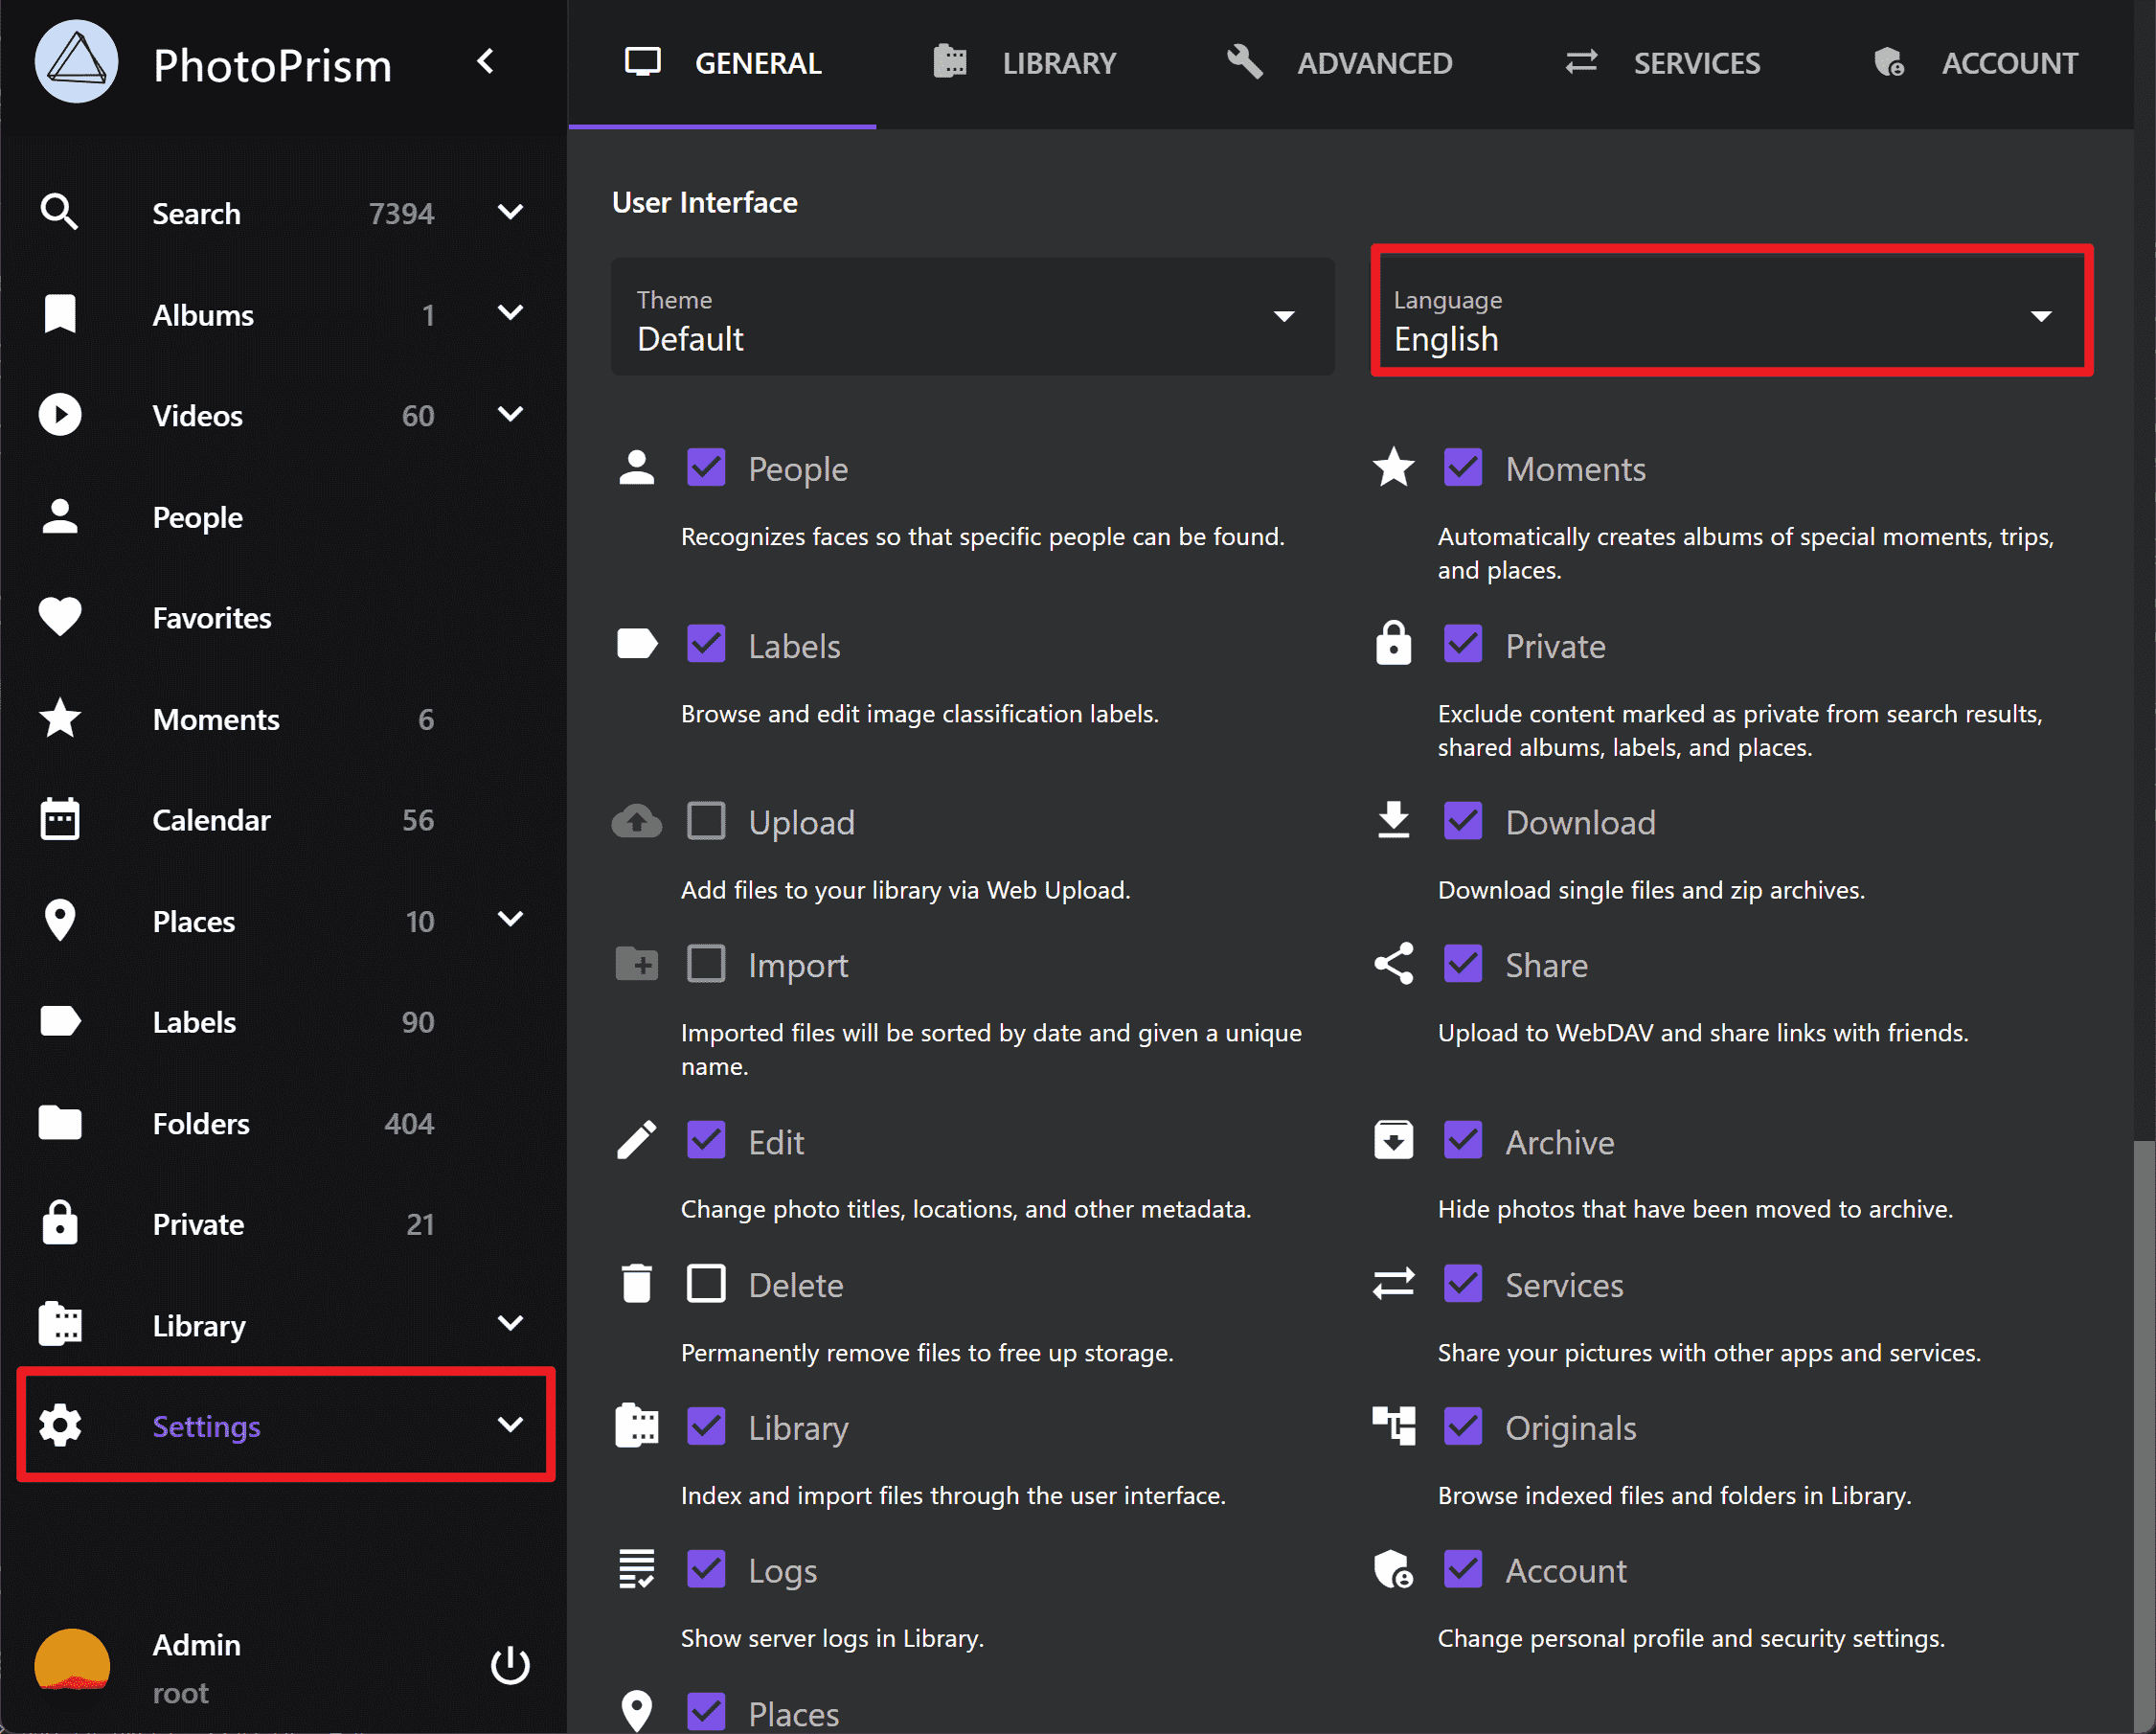 PhotoPrism
GENERAL
LIBRARY
ADVANCED
SERVICES
ACCOUNT
Search 7394
Albums 1
Videos 60
People
Favorites
Moments 6
Calendar 56
Places 10
Labels 90
Folders 404
Private 21
Library
Settings
Admin
root
User Interface
Theme
Default
Language
English
People
Recognizes faces so that specific people can be found.
Moments
Automatically creates albums of special moments, trips,
and places.
Labels
Browse and edit image classification labels.
Private
Exclude content marked as private from search results,
shared albums, labels, and places.
Upload
Add files to your library via Web Upload.
Download
Download single files and zip archives.
Import
Imported files will be sorted by date and given a unique
name.
Share
Upload to WebDAV and share links with friends.
Edit
Change photo titles, locations, and other metadata.
Archive
Hide photos that have been moved to archive.
Delete
Permanently remove files to free up storage.
Services
Share your pictures with other apps and services.
Library
Index and import files through the user interface.
Originals
Browse indexed files and folders in Library.
Logs
Show server logs in Library.
Account
Change personal profile and security settings.
Places